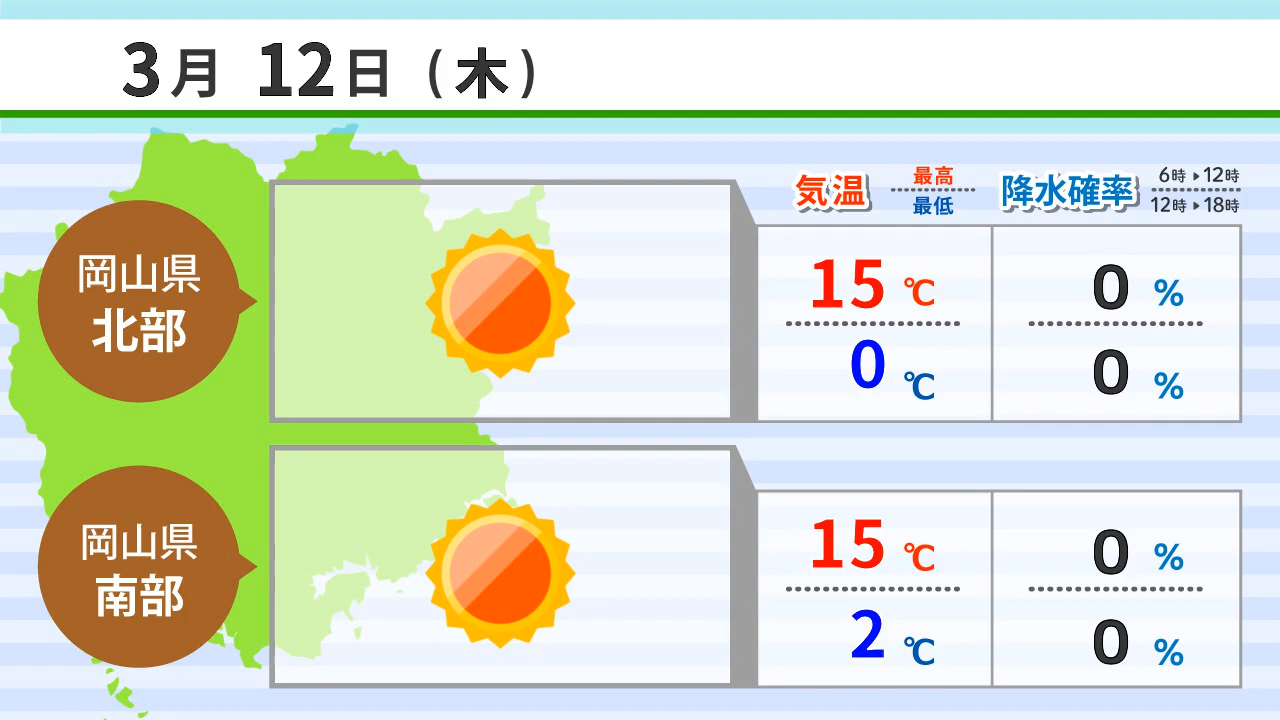 3月 12日 (木)
気温 最高 最低 降水確率 6時▶12時 12時▶18時
岡山県
北部
15℃ 0%
0℃ 0%
岡山県
南部
15℃ 0%
2℃ 0%